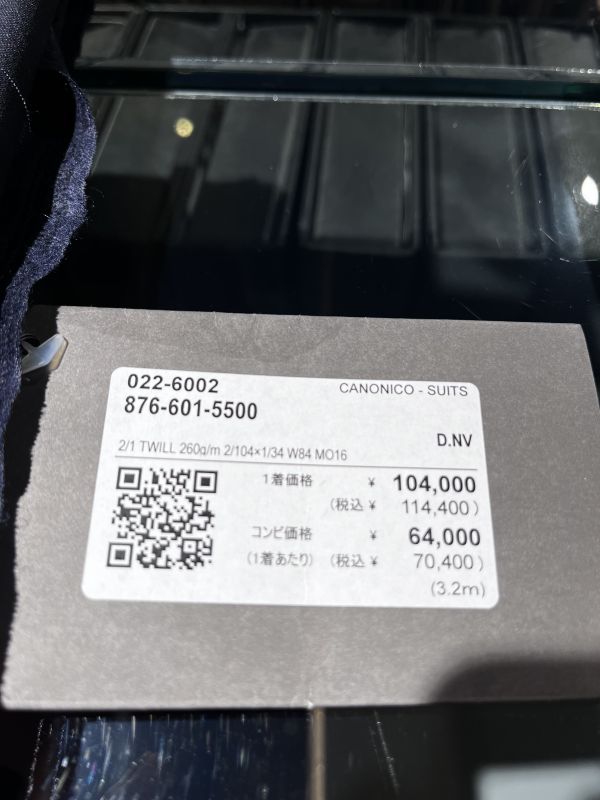 022-6002
CANONICO - SUITS
876-601-5500
D.NV
2/1 TWILL 260g/m 2/104×1/34 W84 MO16
1着価格 ¥ 104,000
(税込 ¥ 114,400)
コンビ価格 ¥ 64,000
(1着あたり) (税込 ¥ 70,400)
(3.2m)